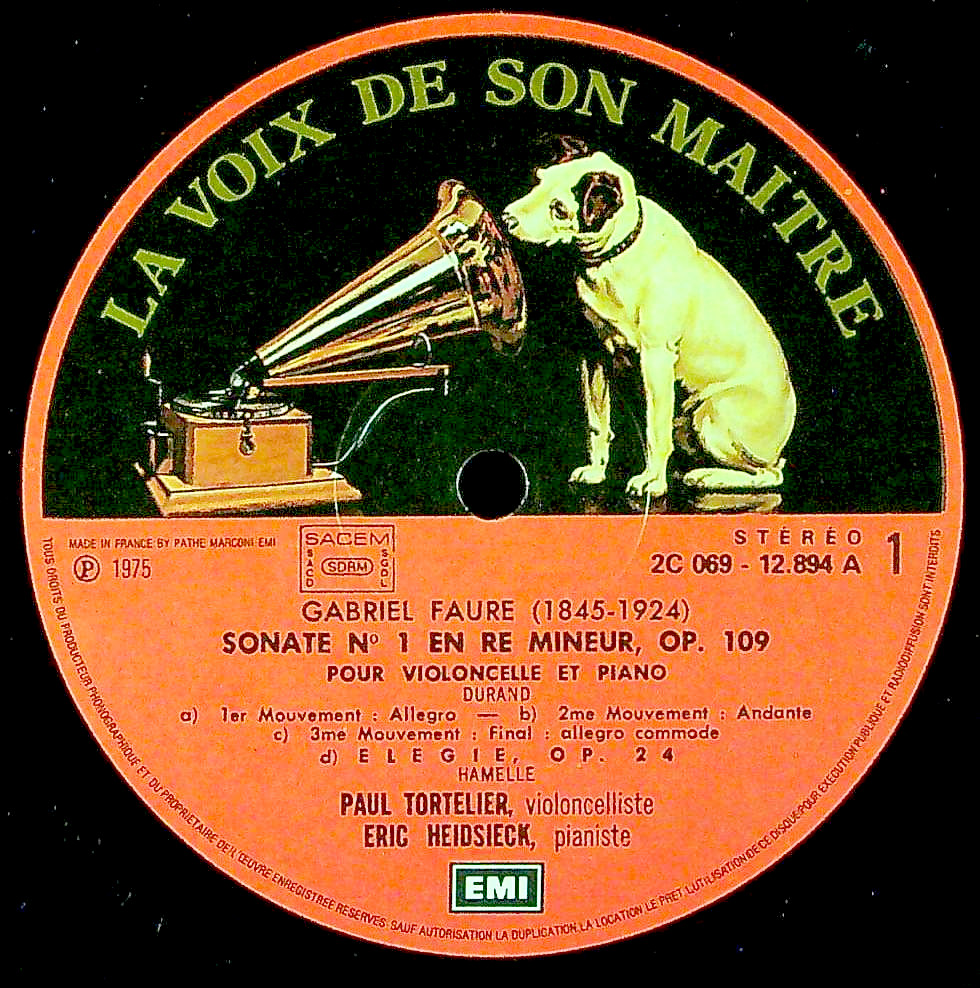 LA VOIX DE SON MAITRE
MADE IN FRANCE BY PATHE MARCONI EMI
Ⓟ 1975
SACEM
SACD
SDRM
SGDL
STÉRÉO
2C 069 - 12.894 A
1
GABRIEL FAURE (1845-1924)
SONATE Nº 1 EN RE MINEUR, OP. 109
POUR VIOLONCELLE ET PIANO
DURAND
a) 1er Mouvement : Allegro — b) 2me Mouvement : Andante
c) 3me Mouvement : Final : allegro commode
d) ELEGIE, OP. 24
HAMELLE
PAUL TORTELIER, violoncelliste
ERIC HEIDSIECK, pianiste
EMI
TOUS DROITS DU PRODUCTEUR PHONOGRAPHIQUE ET DU PROPRIETAIRE DE L'ŒUVRE ENREGISTREE RESERVES. SAUF AUTORISATION LA DUPLICATION, LA LOCATION, LE PRET, L'UTILISATION DE CE DISQUE POUR EXECUTION PUBLIQUE ET RADIODIFFUSION SONT INTERDITS